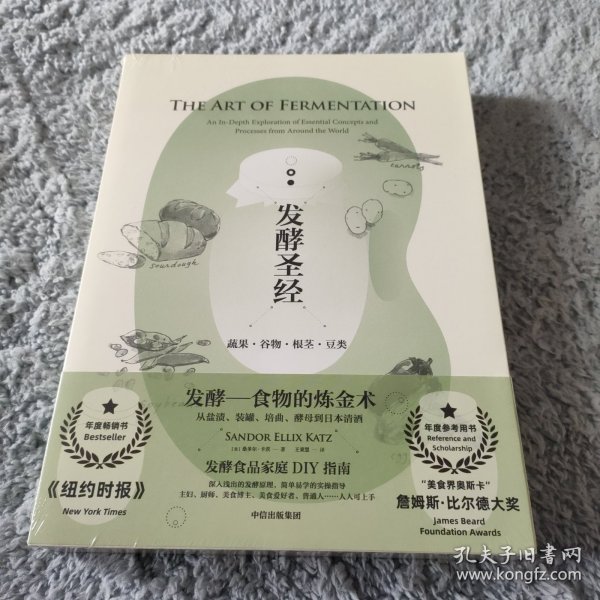 THE ART OF FERMENTATION
An In-Depth Exploration of Essential Concepts and
Processes from Around the World
carrots
发酵圣经
sourdough
蔬果·谷物·根茎·豆类
发酵—食物的炼金术
从盐渍、装罐、培曲、酵母到日本清酒
SANDOR ELLIX KATZ
发酵食品家庭 DIY 指南
深入浅出的发酵原理，简单易学的实操指导
主妇、厨师、美食博主、美食爱好者、普通人……人人可上手
中信出版集团
年度畅销书
Bestseller
《纽约时报》
New York Times
年度参考用书
Reference and
Scholarship
“美食界奥斯卡”
詹姆斯·比尔德大奖
James Beard
Foundation Awards
孔夫子旧书网
www.kongfz.com